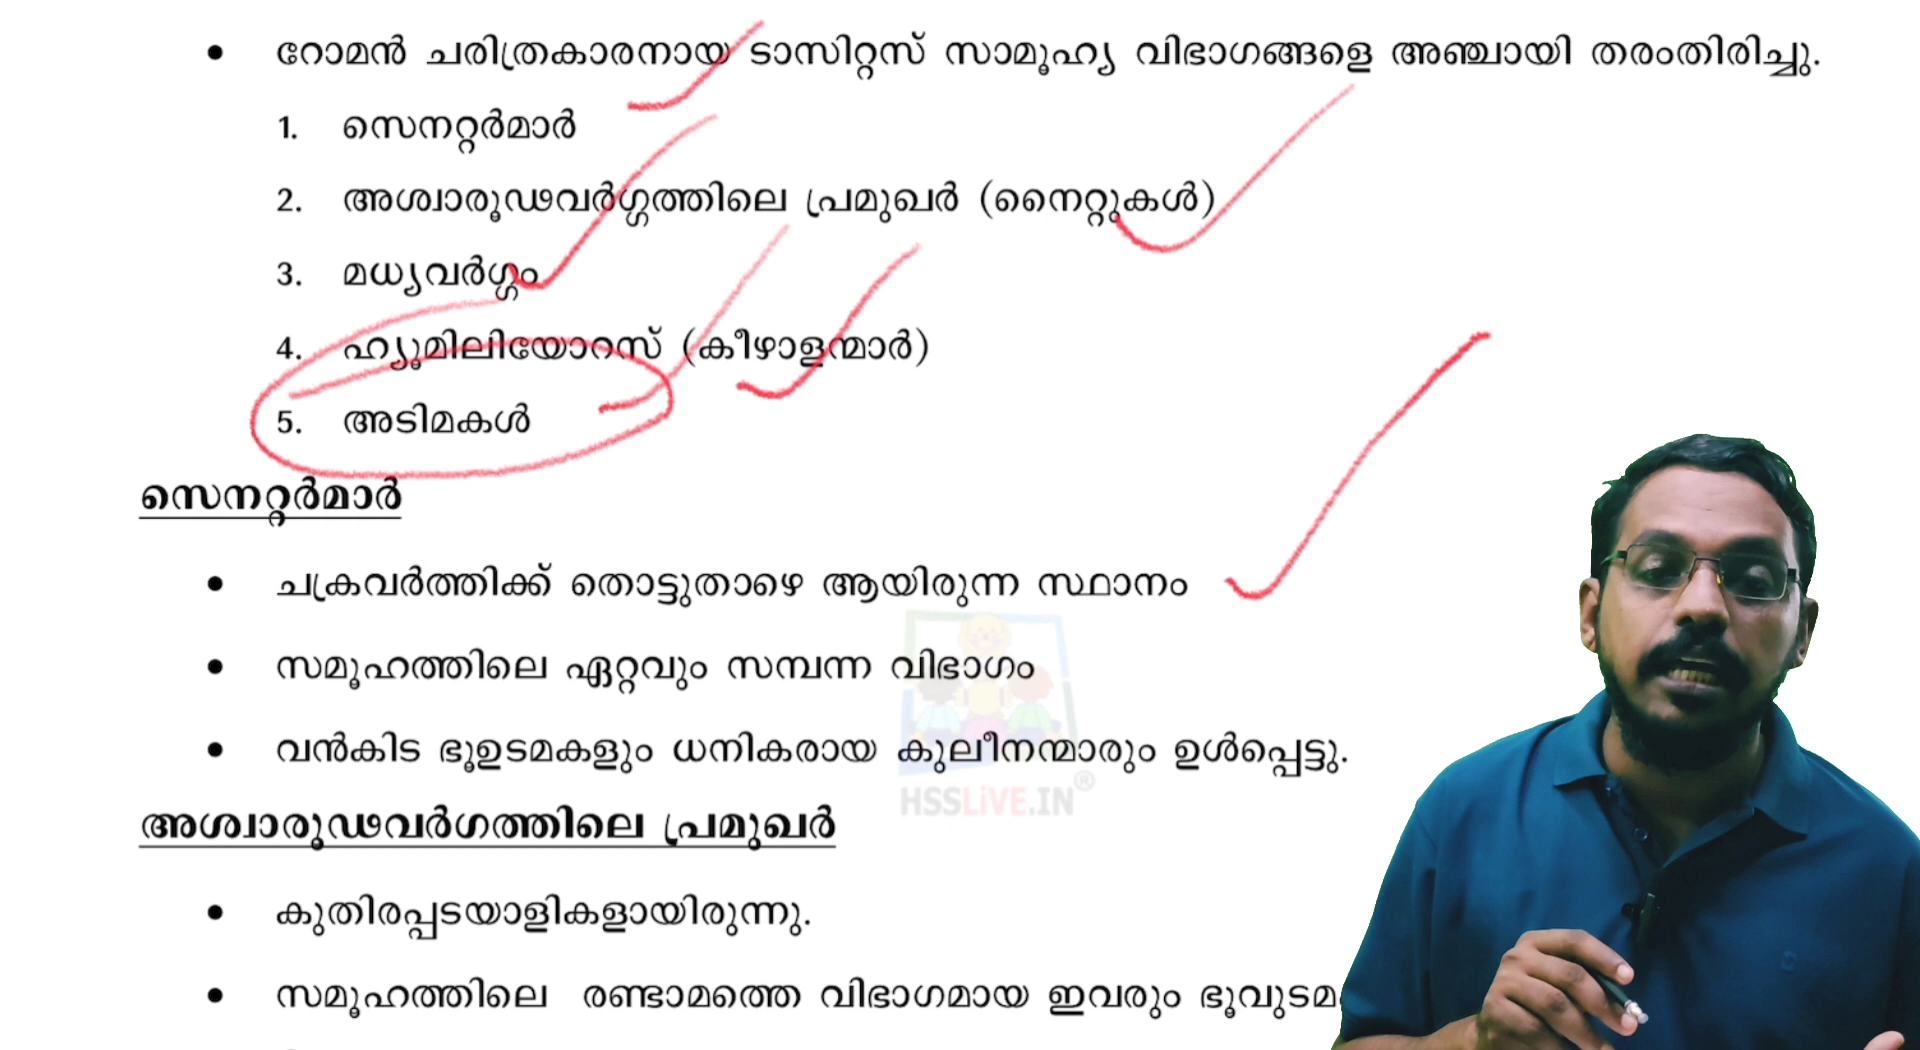 • റോമൻ ചരിത്രകാരനായ ടാസിറ്റസ് സാമൂഹ്യ വിഭാഗങ്ങളെ അഞ്ചായി തരംതിരിച്ചു.
1. സെനറ്റർമാർ
2. അശ്വാരൂഢവർഗ്ഗത്തിലെ പ്രമുഖർ (നൈറ്റുകൾ)
3. മധ്യവർഗ്ഗം
4. ഹ്യൂമിലിയോറസ് (കീഴാളന്മാർ)
5. അടിമകൾ
സെനറ്റർമാർ
• ചക്രവർത്തിക്ക് തൊട്ടുതാഴെ ആയിരുന്ന സ്ഥാനം
• സമൂഹത്തിലെ ഏറ്റവും സമ്പന്ന വിഭാഗം
• വൻകിട ഭൂഉടമകളും ധനികരായ കുലീനന്മാരും ഉൾപ്പെട്ടു.
HSSLiVE.IN®
അശ്വാരൂഢവർഗത്തിലെ പ്രമുഖർ
• കുതിരപ്പടയാളികളായിരുന്നു.
• സമൂഹത്തിലെ രണ്ടാമത്തെ വിഭാഗമായ ഇവരും